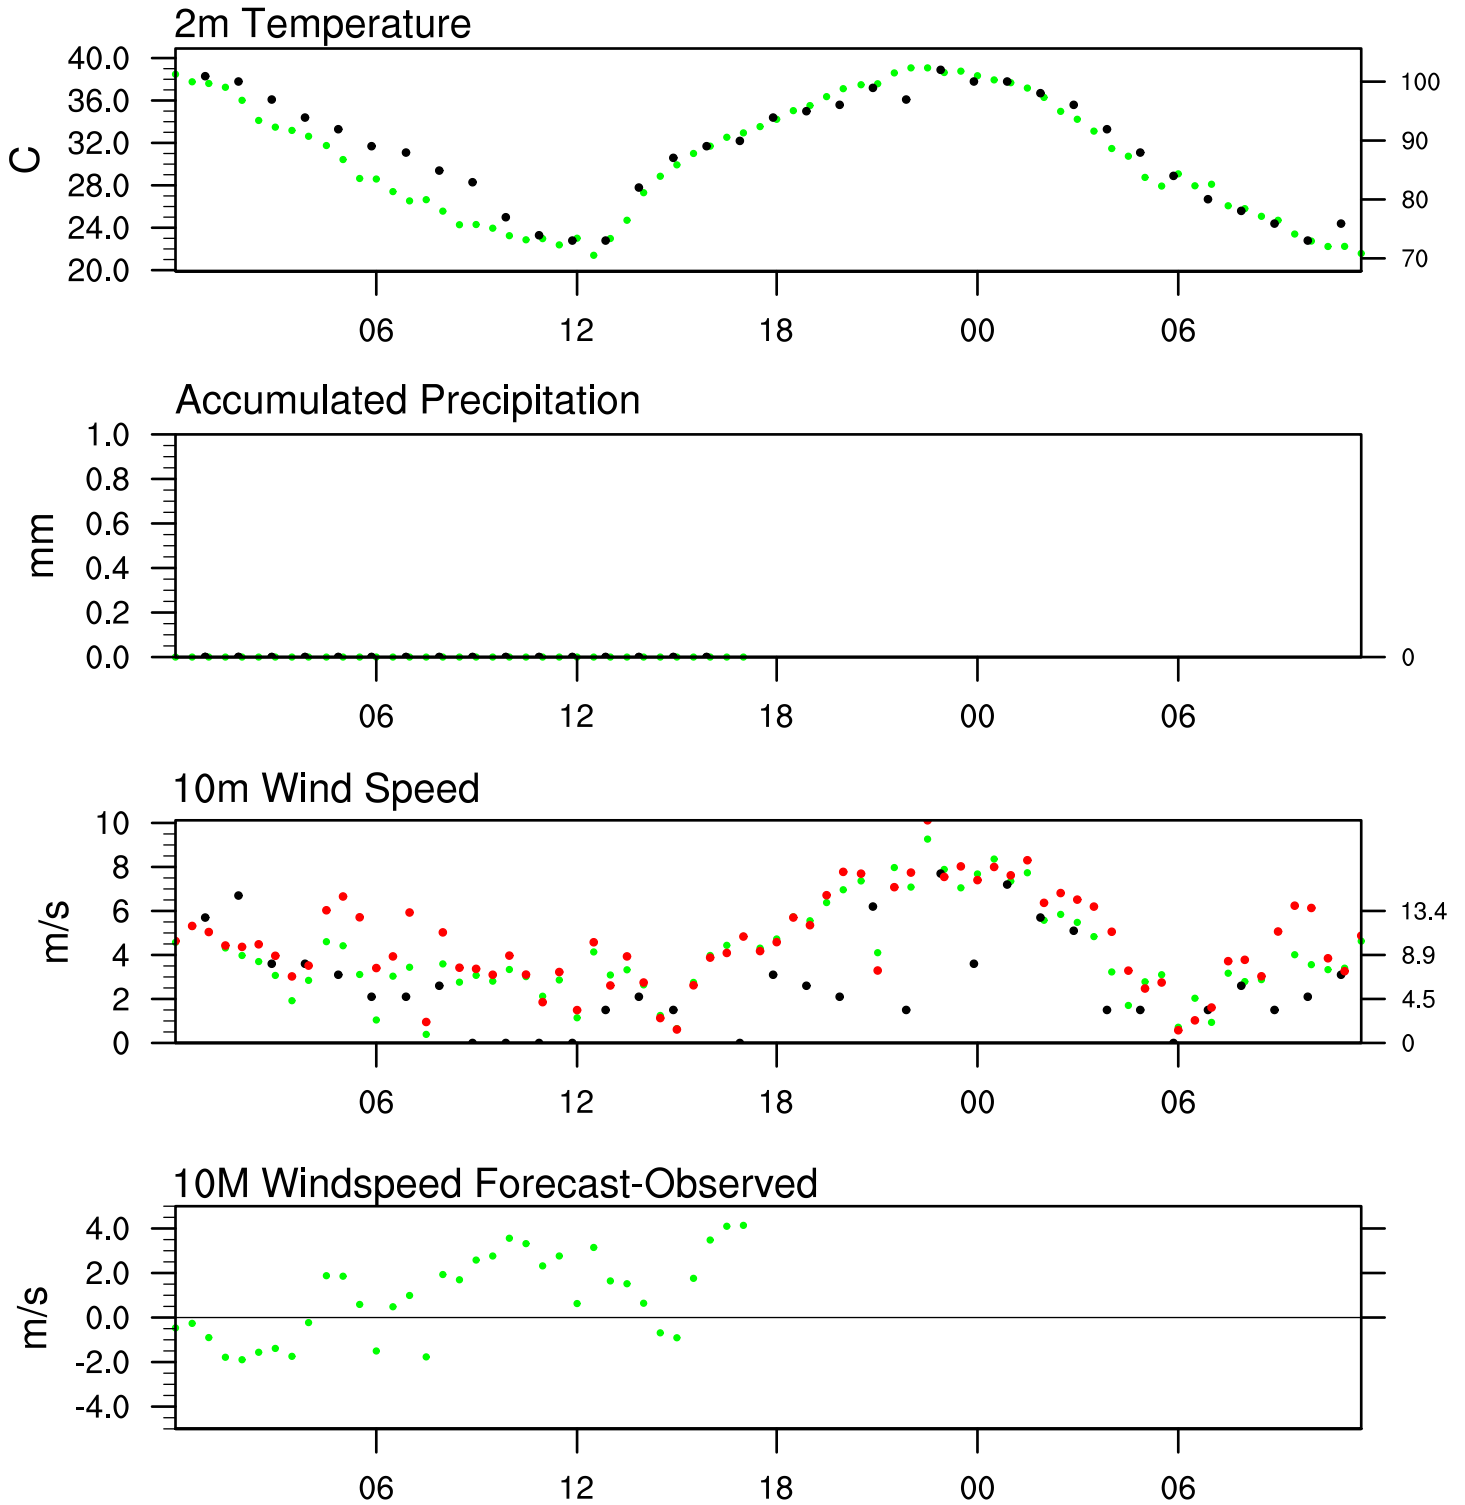 2m Temperature
40.0
36.0
32.0
28.0
24.0
20.0
C
100
90
80
70
06 12 18 00 06
Accumulated Precipitation
1.0
0.8
0.6
0.4
0.2
0.0
mm
0
06 12 18 00 06
10m Wind Speed
10
8
6
4
2
0
m/s
13.4
8.9
4.5
0
06 12 18 00 06
10M Windspeed Forecast-Observed
4.0
2.0
0.0
-2.0
-4.0
m/s
06 12 18 00 06